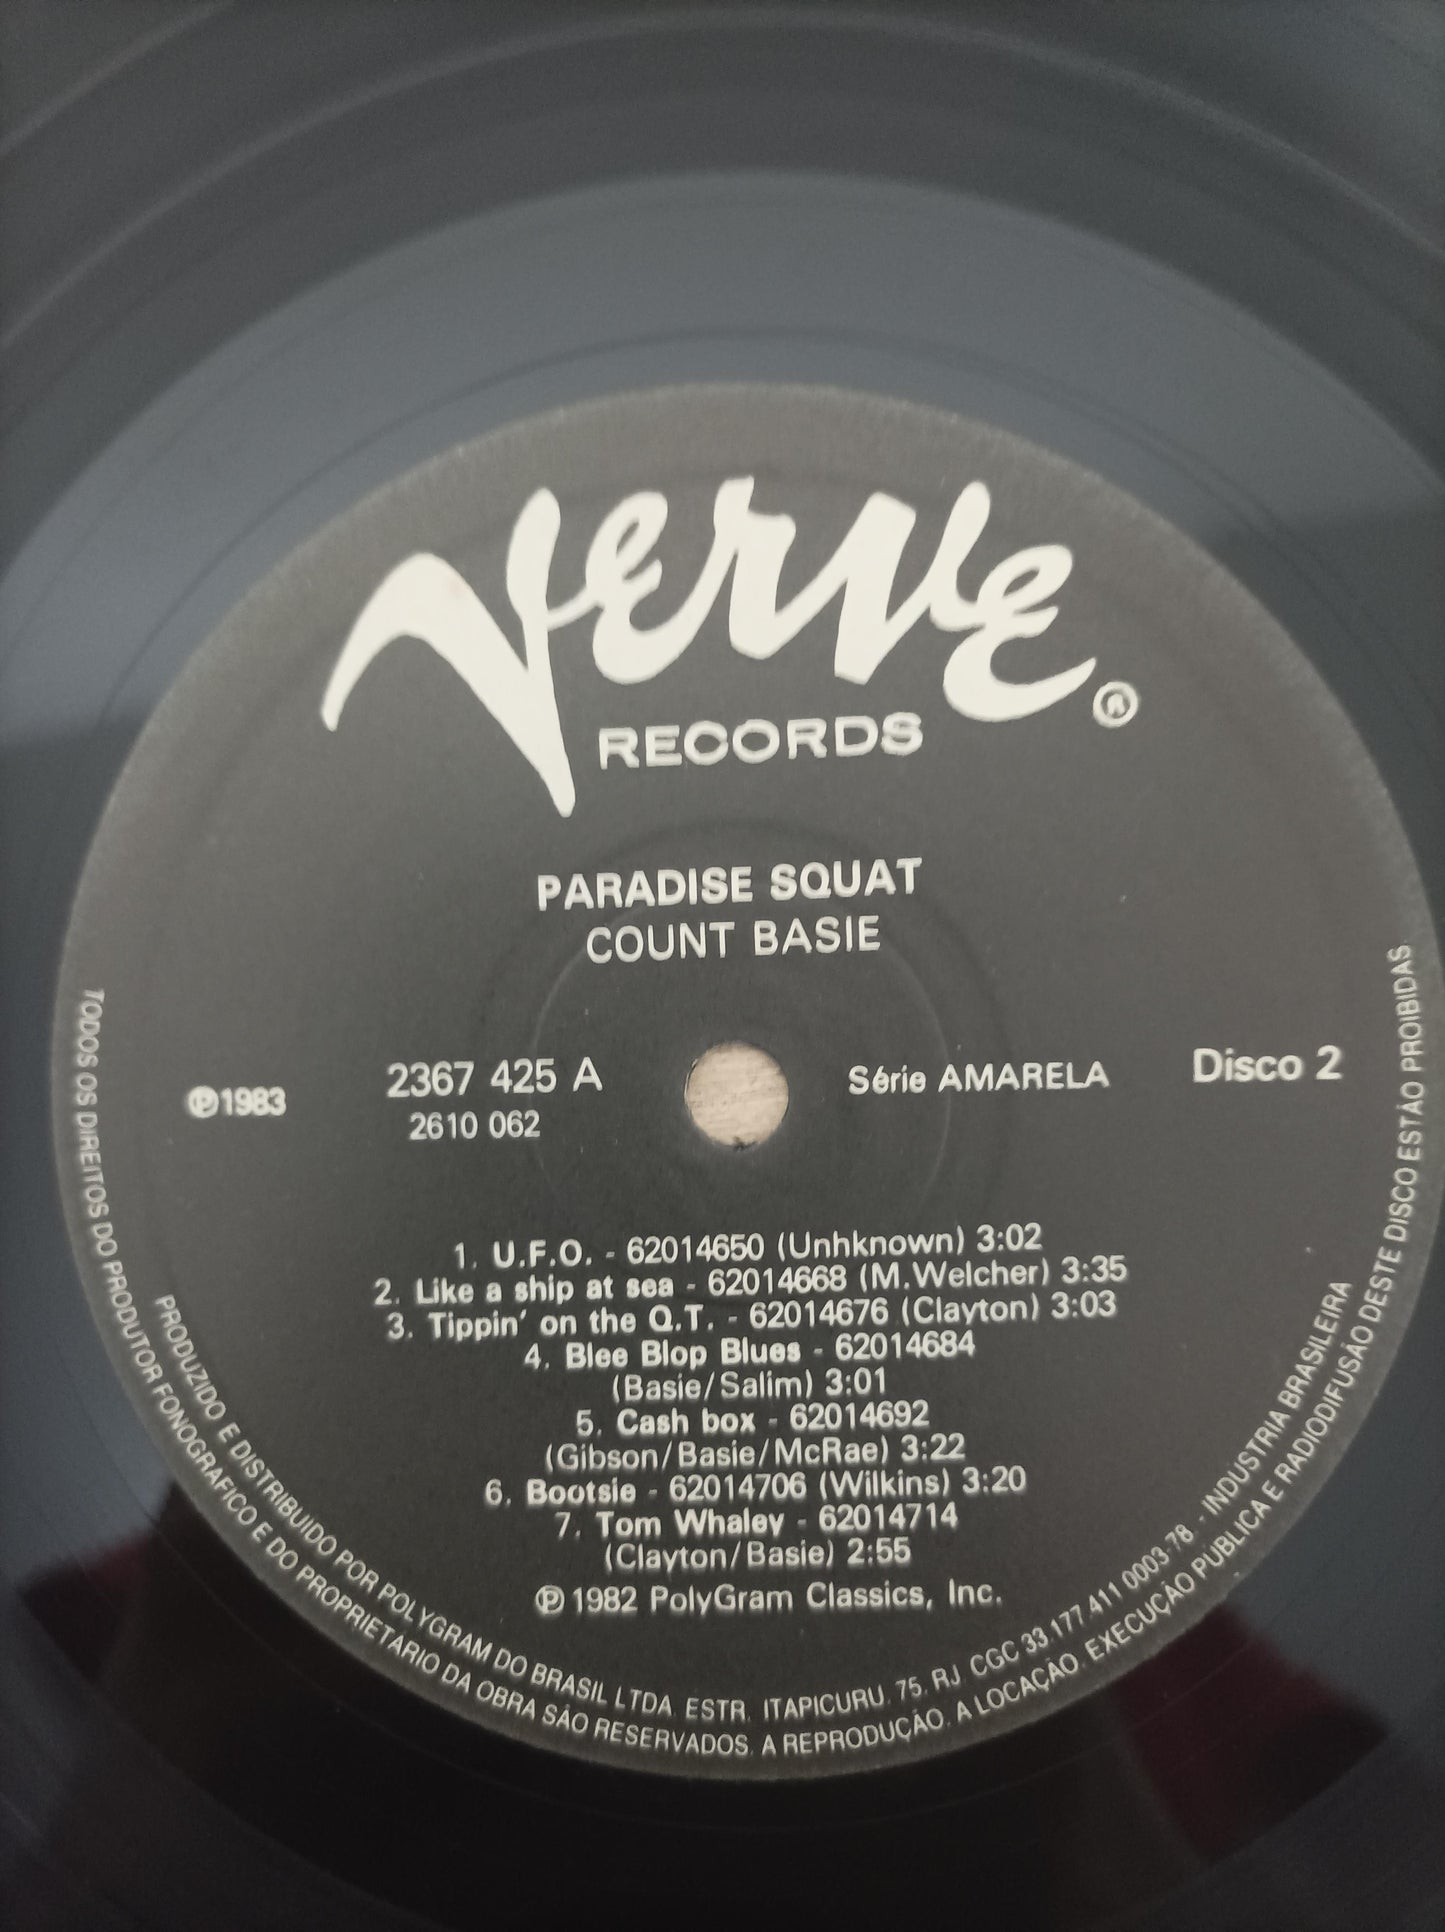 Verve ®
RECORDS
PARADISE SQUAT
COUNT BASIE
℗1983
2367 425 A
2610 062
Série AMARELA
Disco 2
1. U.F.O. - 62014650 (Unhknown) 3:02
2. Like a ship at sea - 62014668 (M.Welcher) 3:35
3. Tippin' on the Q.T. - 62014676 (Clayton) 3:03
4. Blee Blop Blues - 62014684
(Basie/Salim) 3:01
5. Cash box - 62014692
(Gibson/Basie/McRae) 3:22
6. Bootsie - 62014706 (Wilkins) 3:20
7. Tom Whaley - 62014714
(Clayton/Basie) 2:55
℗1982 PolyGram Classics, Inc.
PRODUZIDO E DISTRIBUIDO POR POLYGRAM DO BRASIL LTDA. ESTR. ITAPICURU, 75, RJ. CGC 33.177.411 0003-78 - INDÚSTRIA BRASILEIRA
TODOS OS DIREITOS DO PRODUTOR FONOGRAFICO E DO PROPRIETARIO DA OBRA SÃO RESERVADOS. A REPRODUÇÃO, A LOCAÇÃO, EXECUÇÃO PUBLICA E RADIODIFUSÃO DESTE DISCO ESTÃO PROIBIDAS.